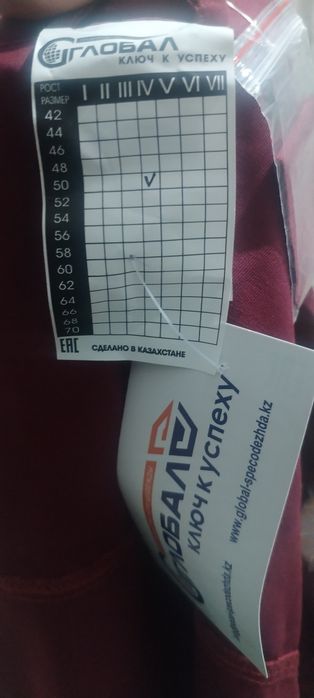 ГЛОБАЛ
КЛЮЧ К УСПЕХУ
РОСТ I II III IV V VI VII
РАЗМЕР
42
44
46
48
50 V
52
54
56
58
60
62
64
66
68
70
EAC СДЕЛАНО В КАЗАХСТАНЕ
ГЛОБАЛ
КЛЮЧ К УСПЕХУ
www.global-specodezhda.kz